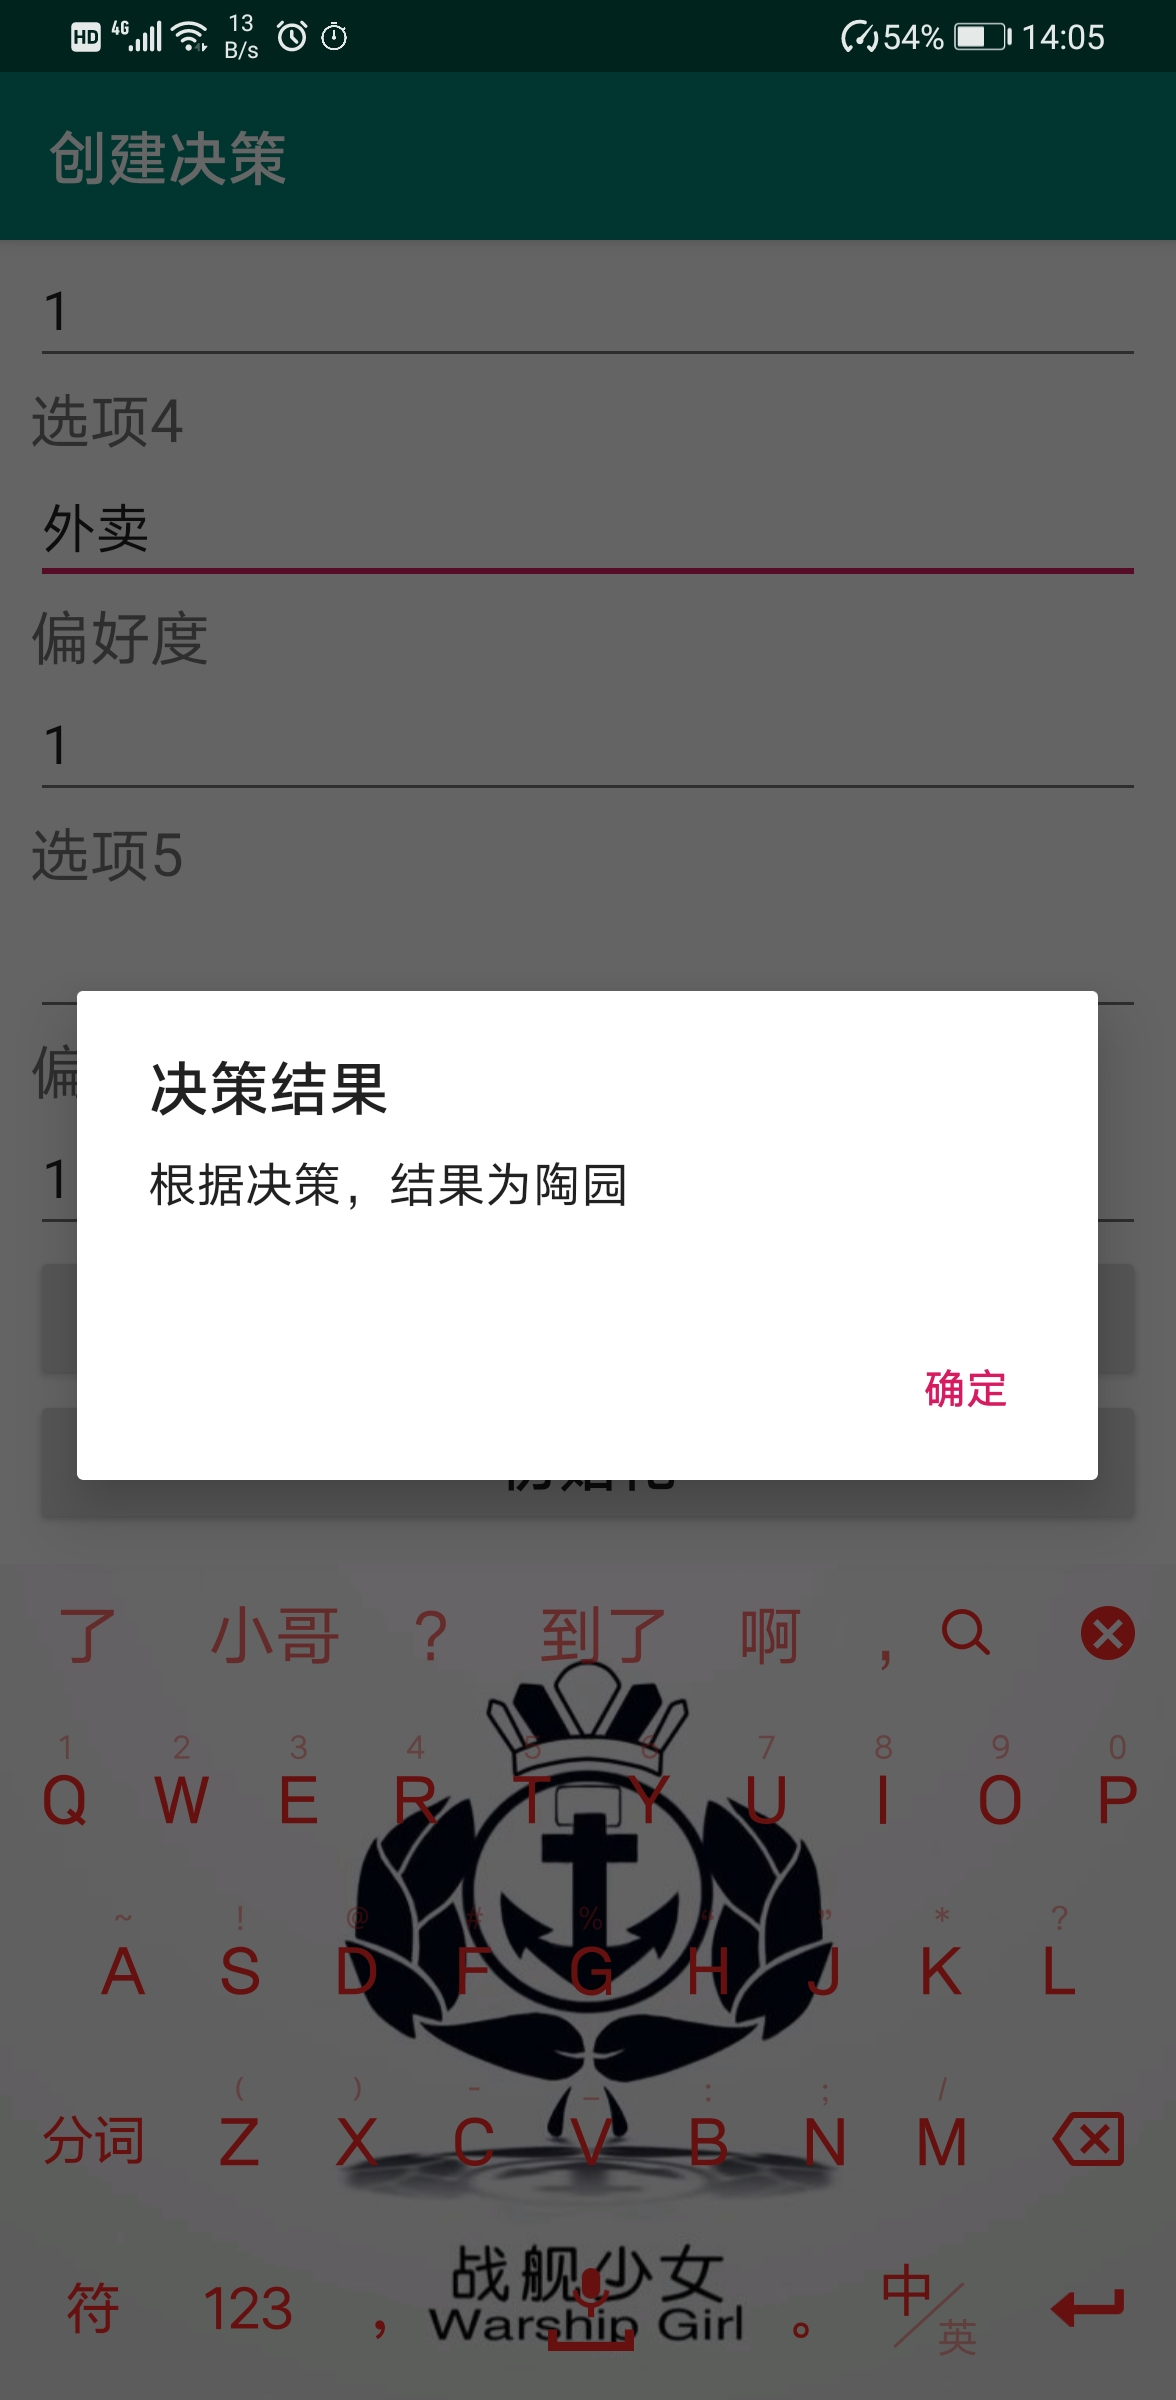 HD 4G 13 B/s 54% 14:05
创建决策
1
选项4
外卖
偏好度
1
选项5
偏
决策结果
根据决策，结果为陶园
1
确定
了 小哥 ? 到了 啊 ，
1 2 3 4 5 6 7 8 9 0
Q W E R T Y U I O P
~ ! @ # % “ ” * ?
A S D F G H J K L
( ) - _ : ; /
分词 Z X C V B N M
战舰少女
符 123 ， Warship Girl 。 中/英